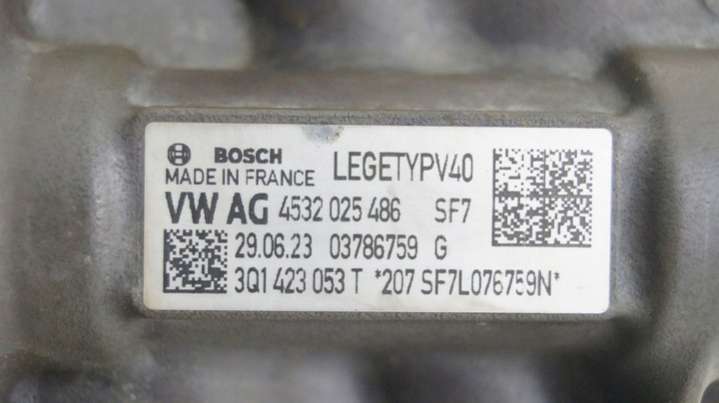 BOSCH LEGETYPV40
MADE IN FRANCE
VW AG 4532 025 486 SF7
29.06.23 03786759 G
3Q1 423 053 T *207 SF7L076759N*